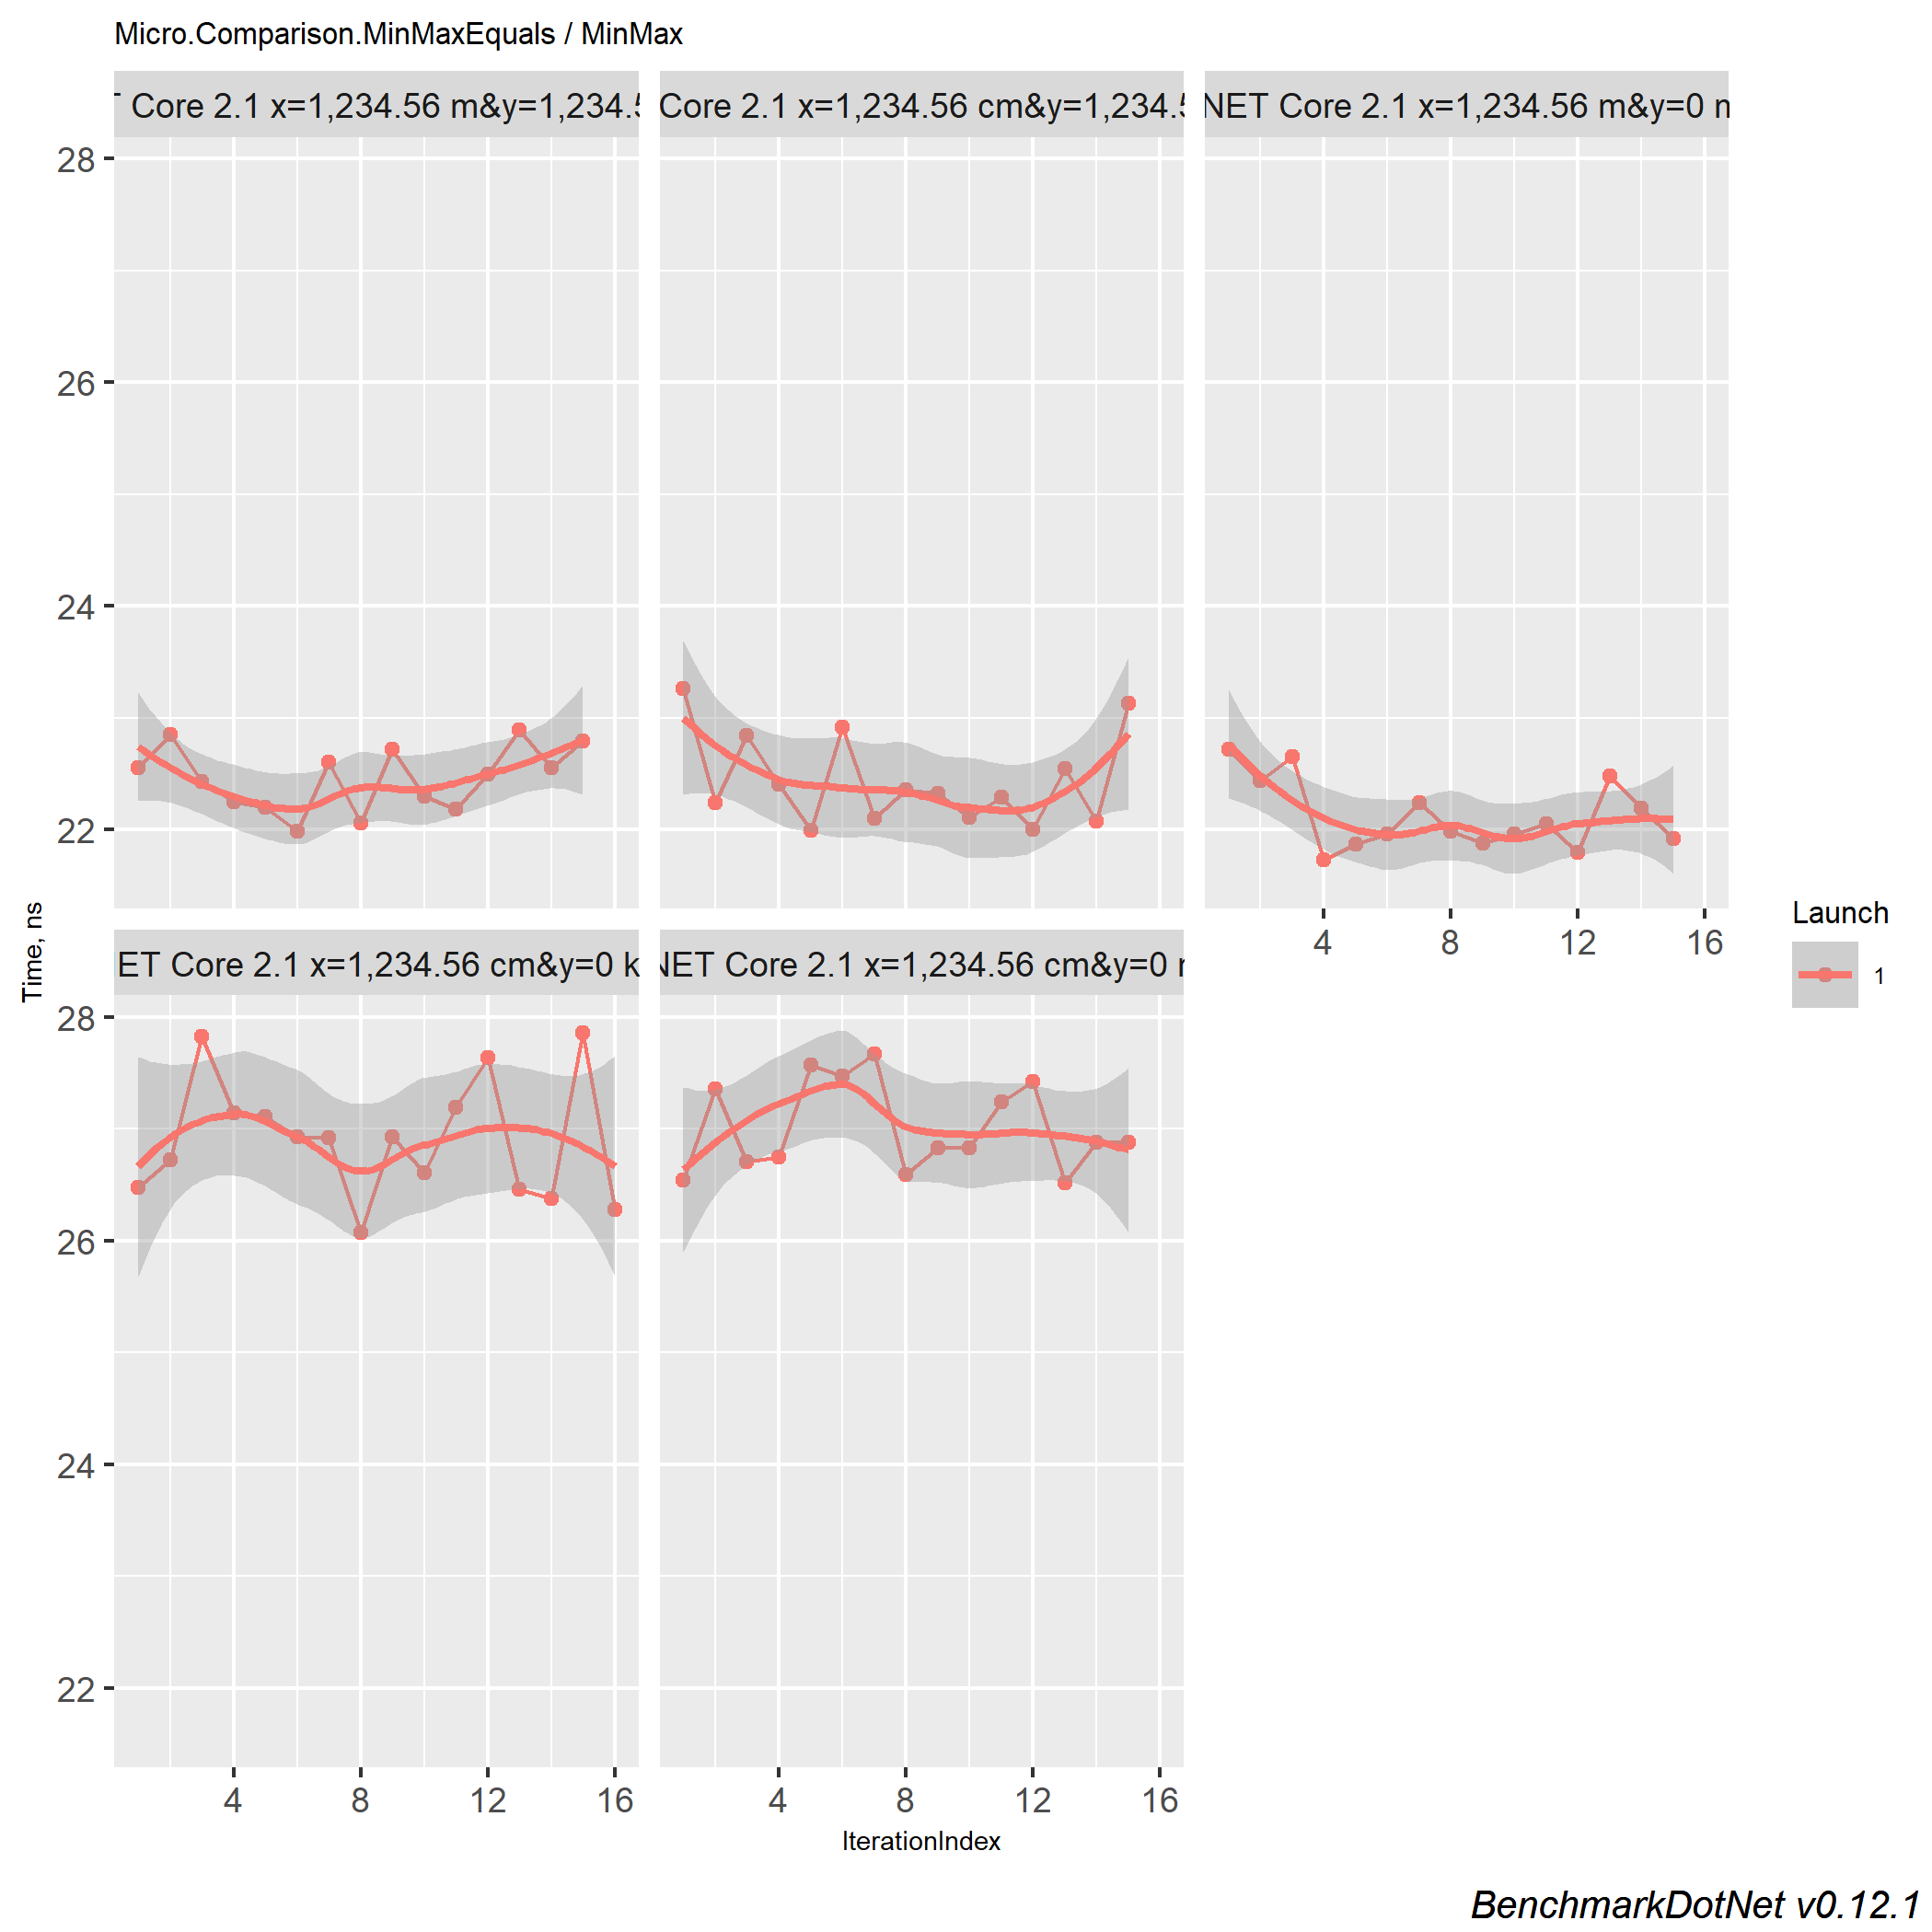 Micro.Comparison.MinMaxEquals / MinMax
Core 2.1 x=1,234.56 m&y=1,234.5
Core 2.1 x=1,234.56 cm&y=1,234.5
NET Core 2.1 x=1,234.56 m&y=0
28
26
24
22
4 8 12 16
Time, ns
Launch
1
ET Core 2.1 x=1,234.56 cm&y=0 k
NET Core 2.1 x=1,234.56 cm&y=0
28
26
24
22
4 8 12 16
4 8 12 16
IterationIndex
BenchmarkDotNet v0.12.1